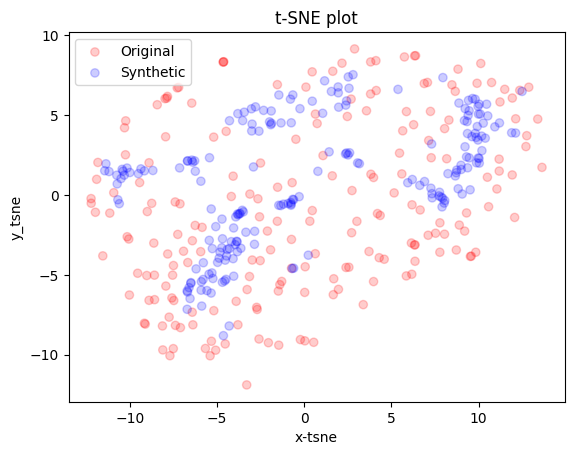 t-SNE plot
Original
Synthetic
10
5
0
−5
−10
y_tsne
−10 −5 0 5 10
x-tsne